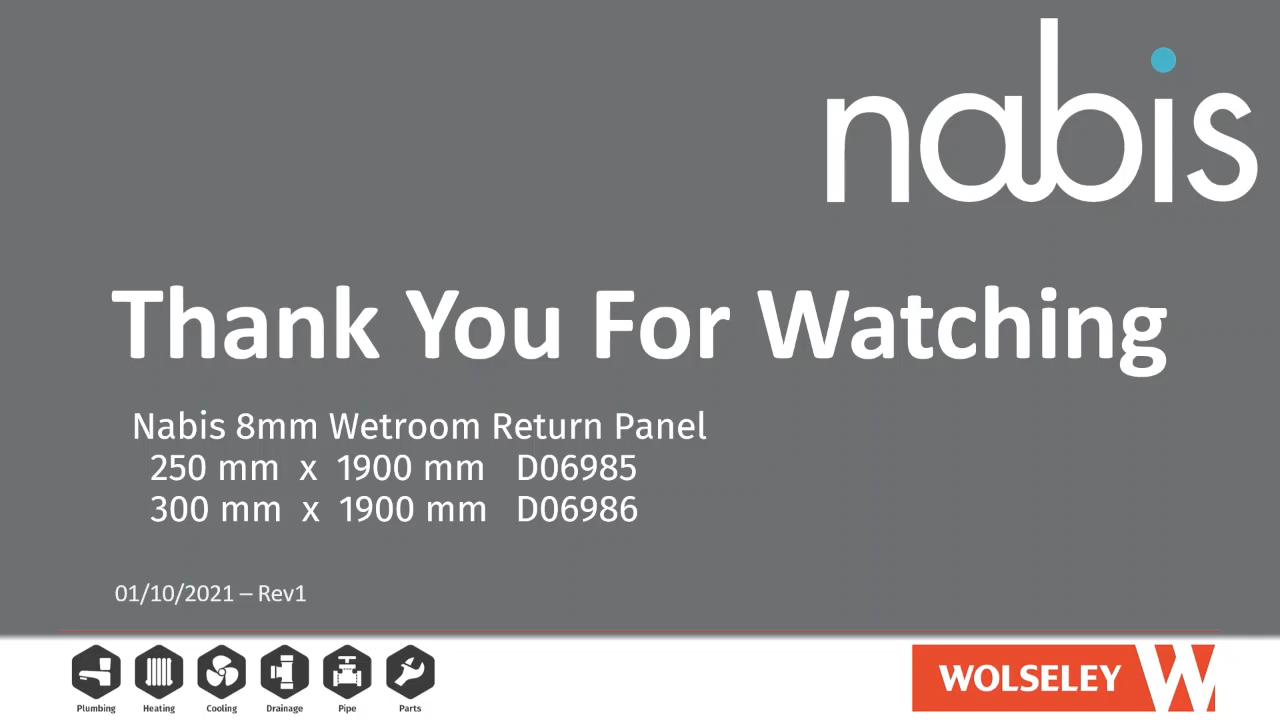 nabis
Thank You For Watching
Nabis 8mm Wetroom Return Panel
250 mm x 1900 mm D06985
300 mm x 1900 mm D06986
01/10/2021 – Rev1
Plumbing Heating Cooling Drainage Pipe Parts
WOLSELEY W